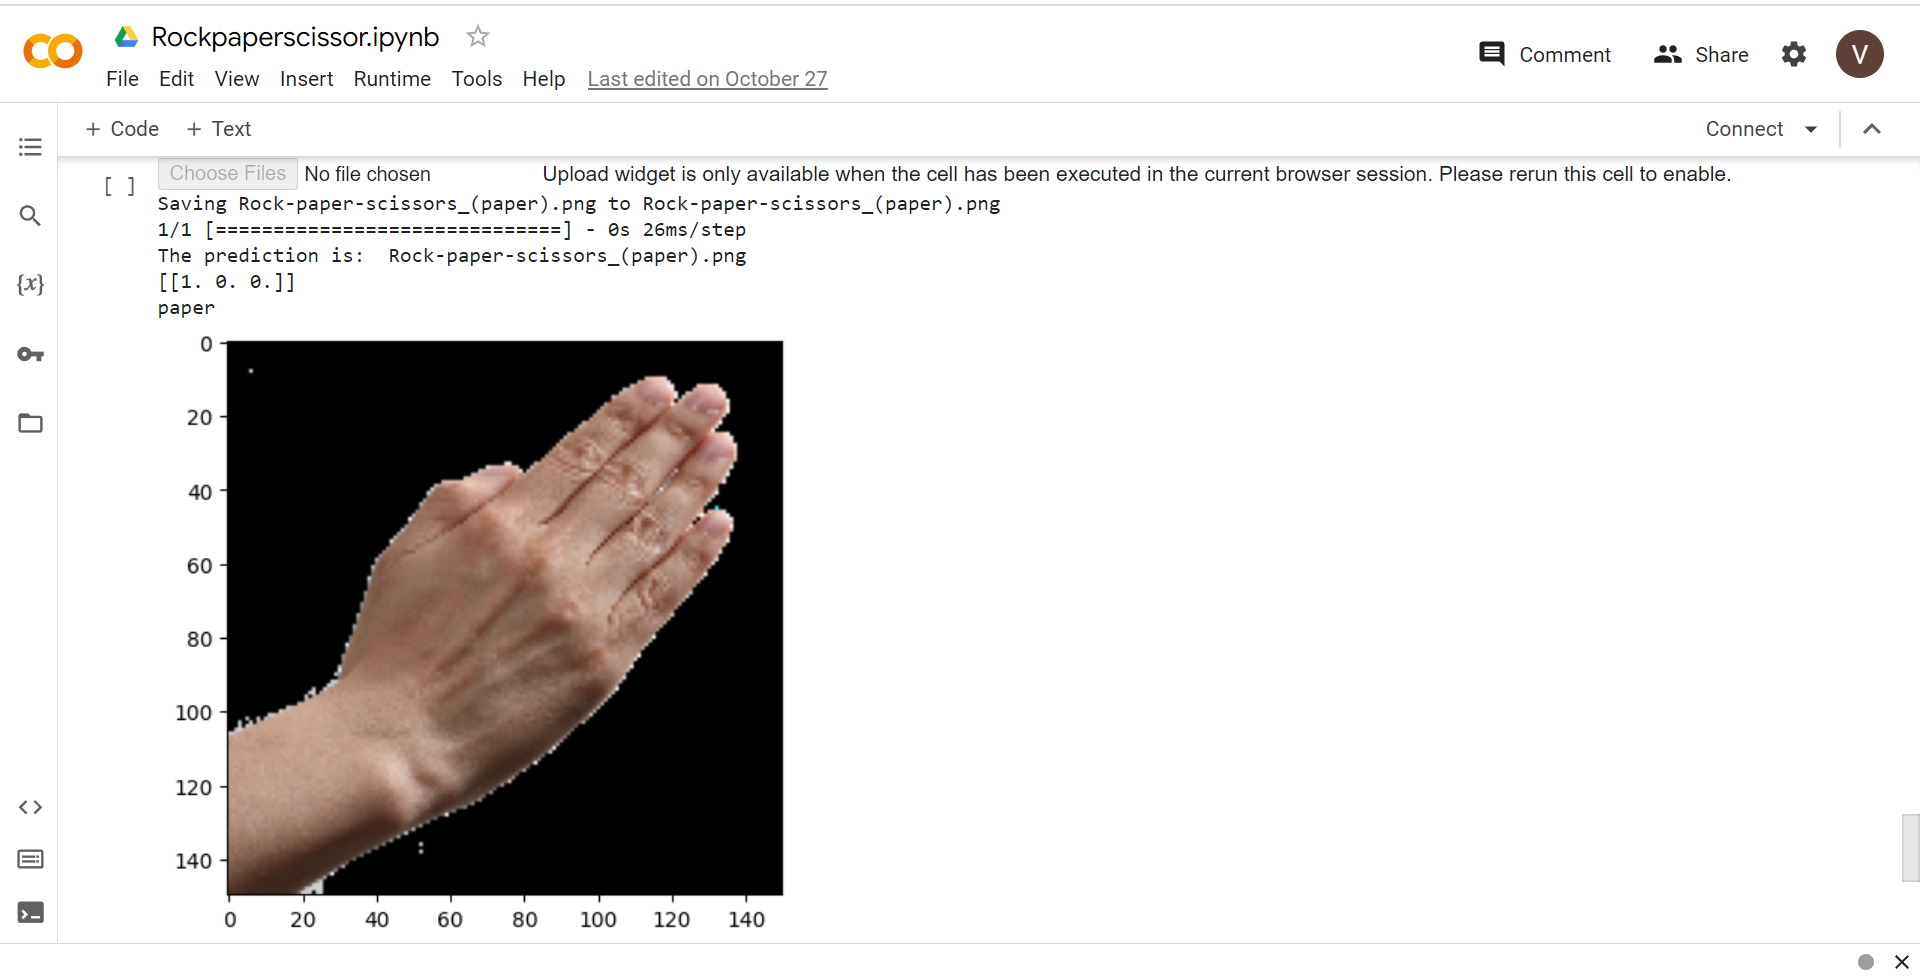 Rockpaperscissor.ipynb
File Edit View Insert Runtime Tools Help Last edited on October 27
Comment Share V
+ Code + Text
Connect
[ ] Choose Files No file chosen Upload widget is only available when the cell has been executed in the current browser session. Please rerun this cell to enable.
Saving Rock-paper-scissors_(paper).png to Rock-paper-scissors_(paper).png
1/1 [==============================] - 0s 26ms/step
The prediction is:  Rock-paper-scissors_(paper).png
[[1. 0. 0.]]
paper
0
20
40
60
80
100
120
140
0 20 40 60 80 100 120 140
{x}